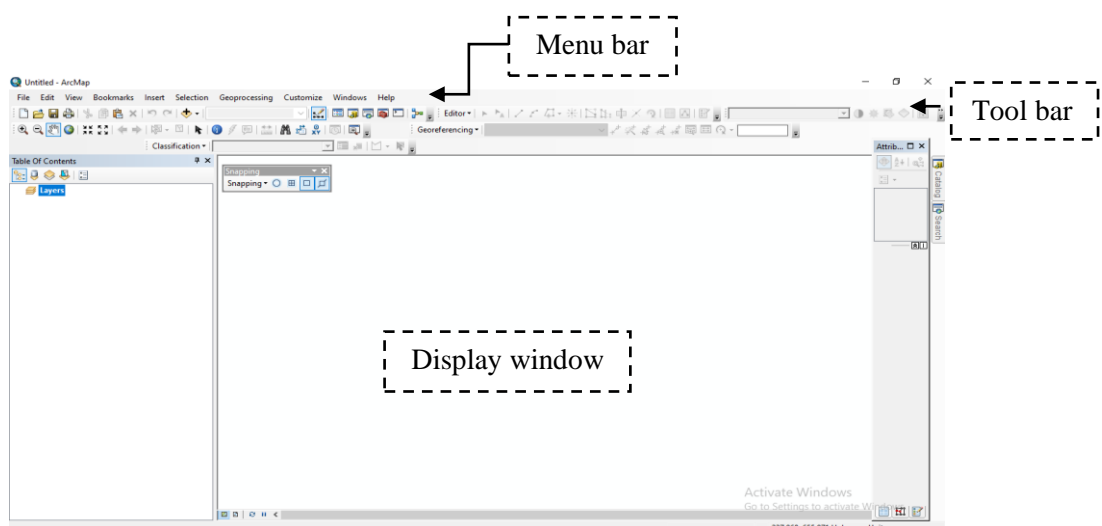 Menu bar
Untitled - ArcMap
File Edit View Bookmarks Insert Selection Geoprocessing Customize Windows Help
Tool bar
Editor
Georeferencing
Classification
Table Of Contents
Attrib...
Layers
Snapping
Snapping
Catalog
Search
Display window
Activate Windows
Go to Settings to activate Windows.